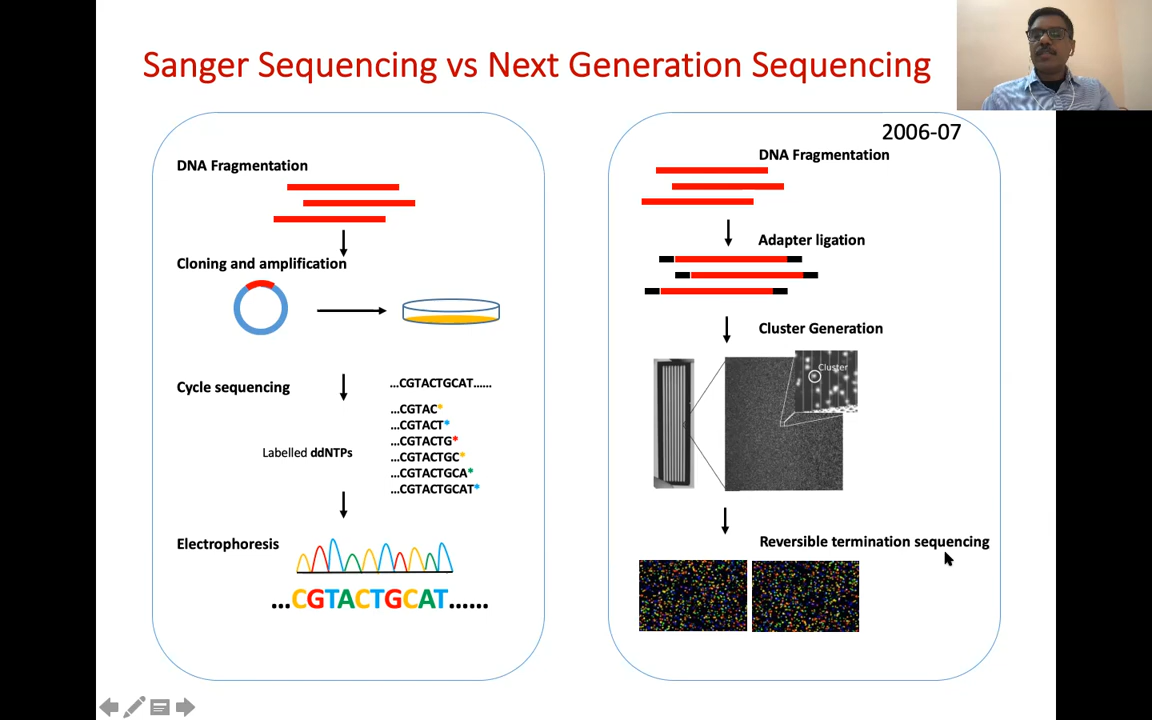 Sanger Sequencing vs Next Generation Sequencing
DNA Fragmentation
Cloning and amplification
Cycle sequencing
...CGTACTGCAT......
...CGTAC*
...CGTACT*
...CGTACTG*
...CGTACTGC*
...CGTACTGCA*
...CGTACTGCAT*
Labelled ddNTPs
Electrophoresis
...CGTACTGCAT......
2006-07
DNA Fragmentation
Adapter ligation
Cluster Generation
Cluster
Reversible termination sequencing